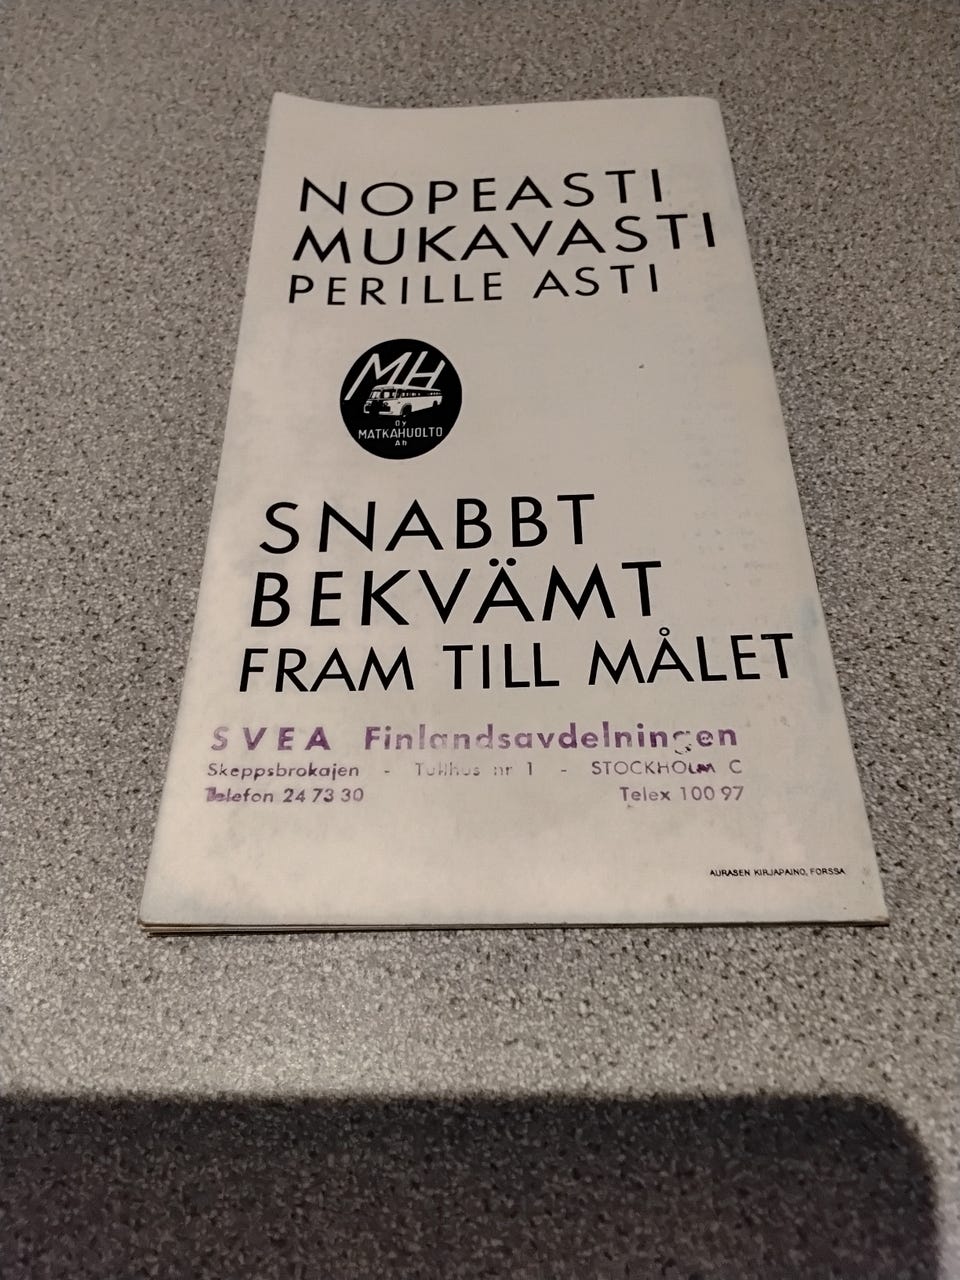 NOPEASTI
MUKAVASTI
PERILLE ASTI
MH
OY
MATKAHUOLTO
AB
SNABBT
BEKVÄMT
FRAM TILL MÅLET
SVEA Finlandsavdelningen
Skeppsbrokajen - Tullhus nr 1 - STOCKHOLM C
Telefon 24 73 30 Telex 100 97
AURASEN KIRJAPAINO, FORSSA